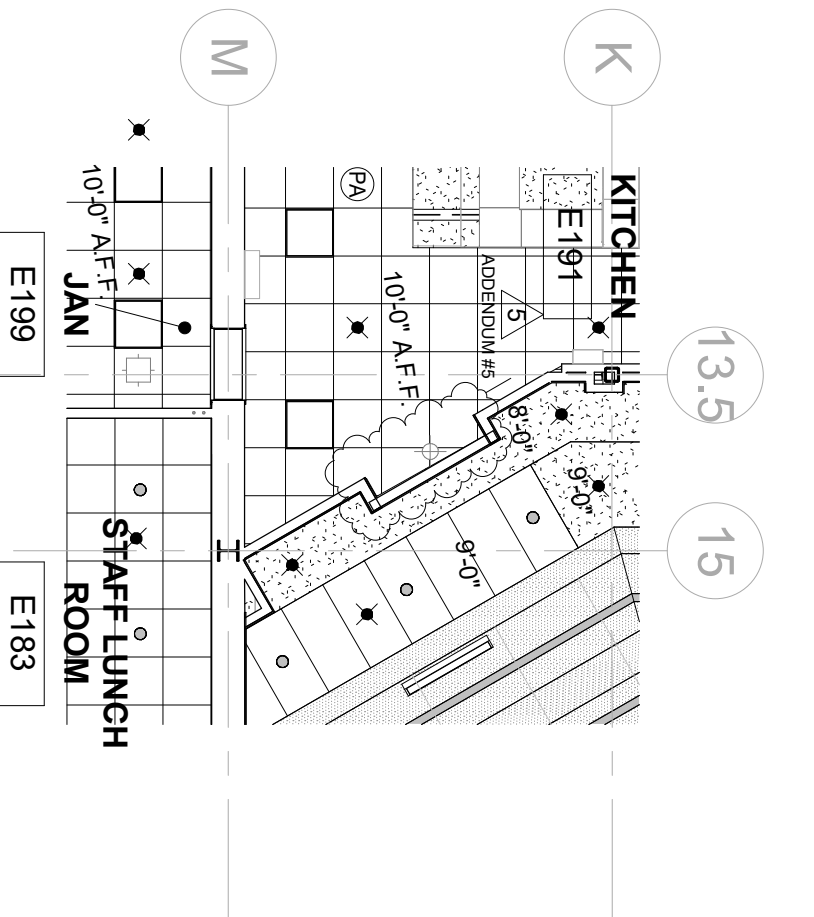 M
K
13.5
15
KITCHEN
E191
PA
ADDENDUM #5
5
10'-0" A.F.F.
10'-0" A.F.F.
JAN
E199
8'-0"
9'-0"
9'-0"
STAFF LUNCH
ROOM
E183